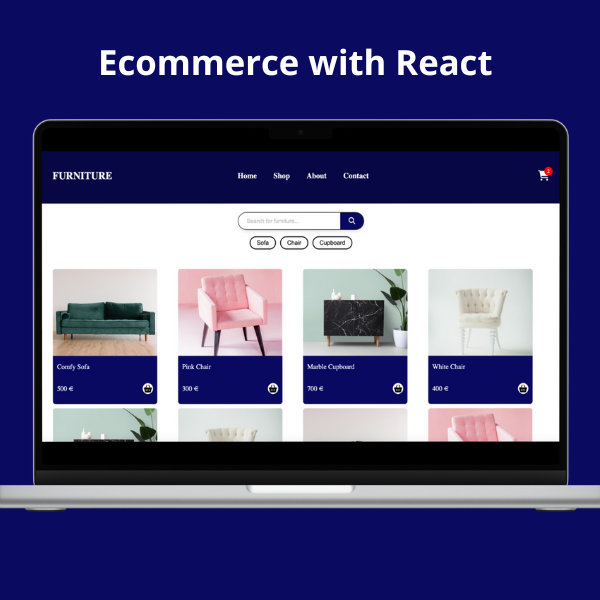 Ecommerce with React
FURNITURE
Home Shop About Contact
2
Search for furniture...
Sofa Chair Cupboard
Comfy Sofa Pink Chair Marble Cupboard White Chair
500 € 300 € 700 € 400 €